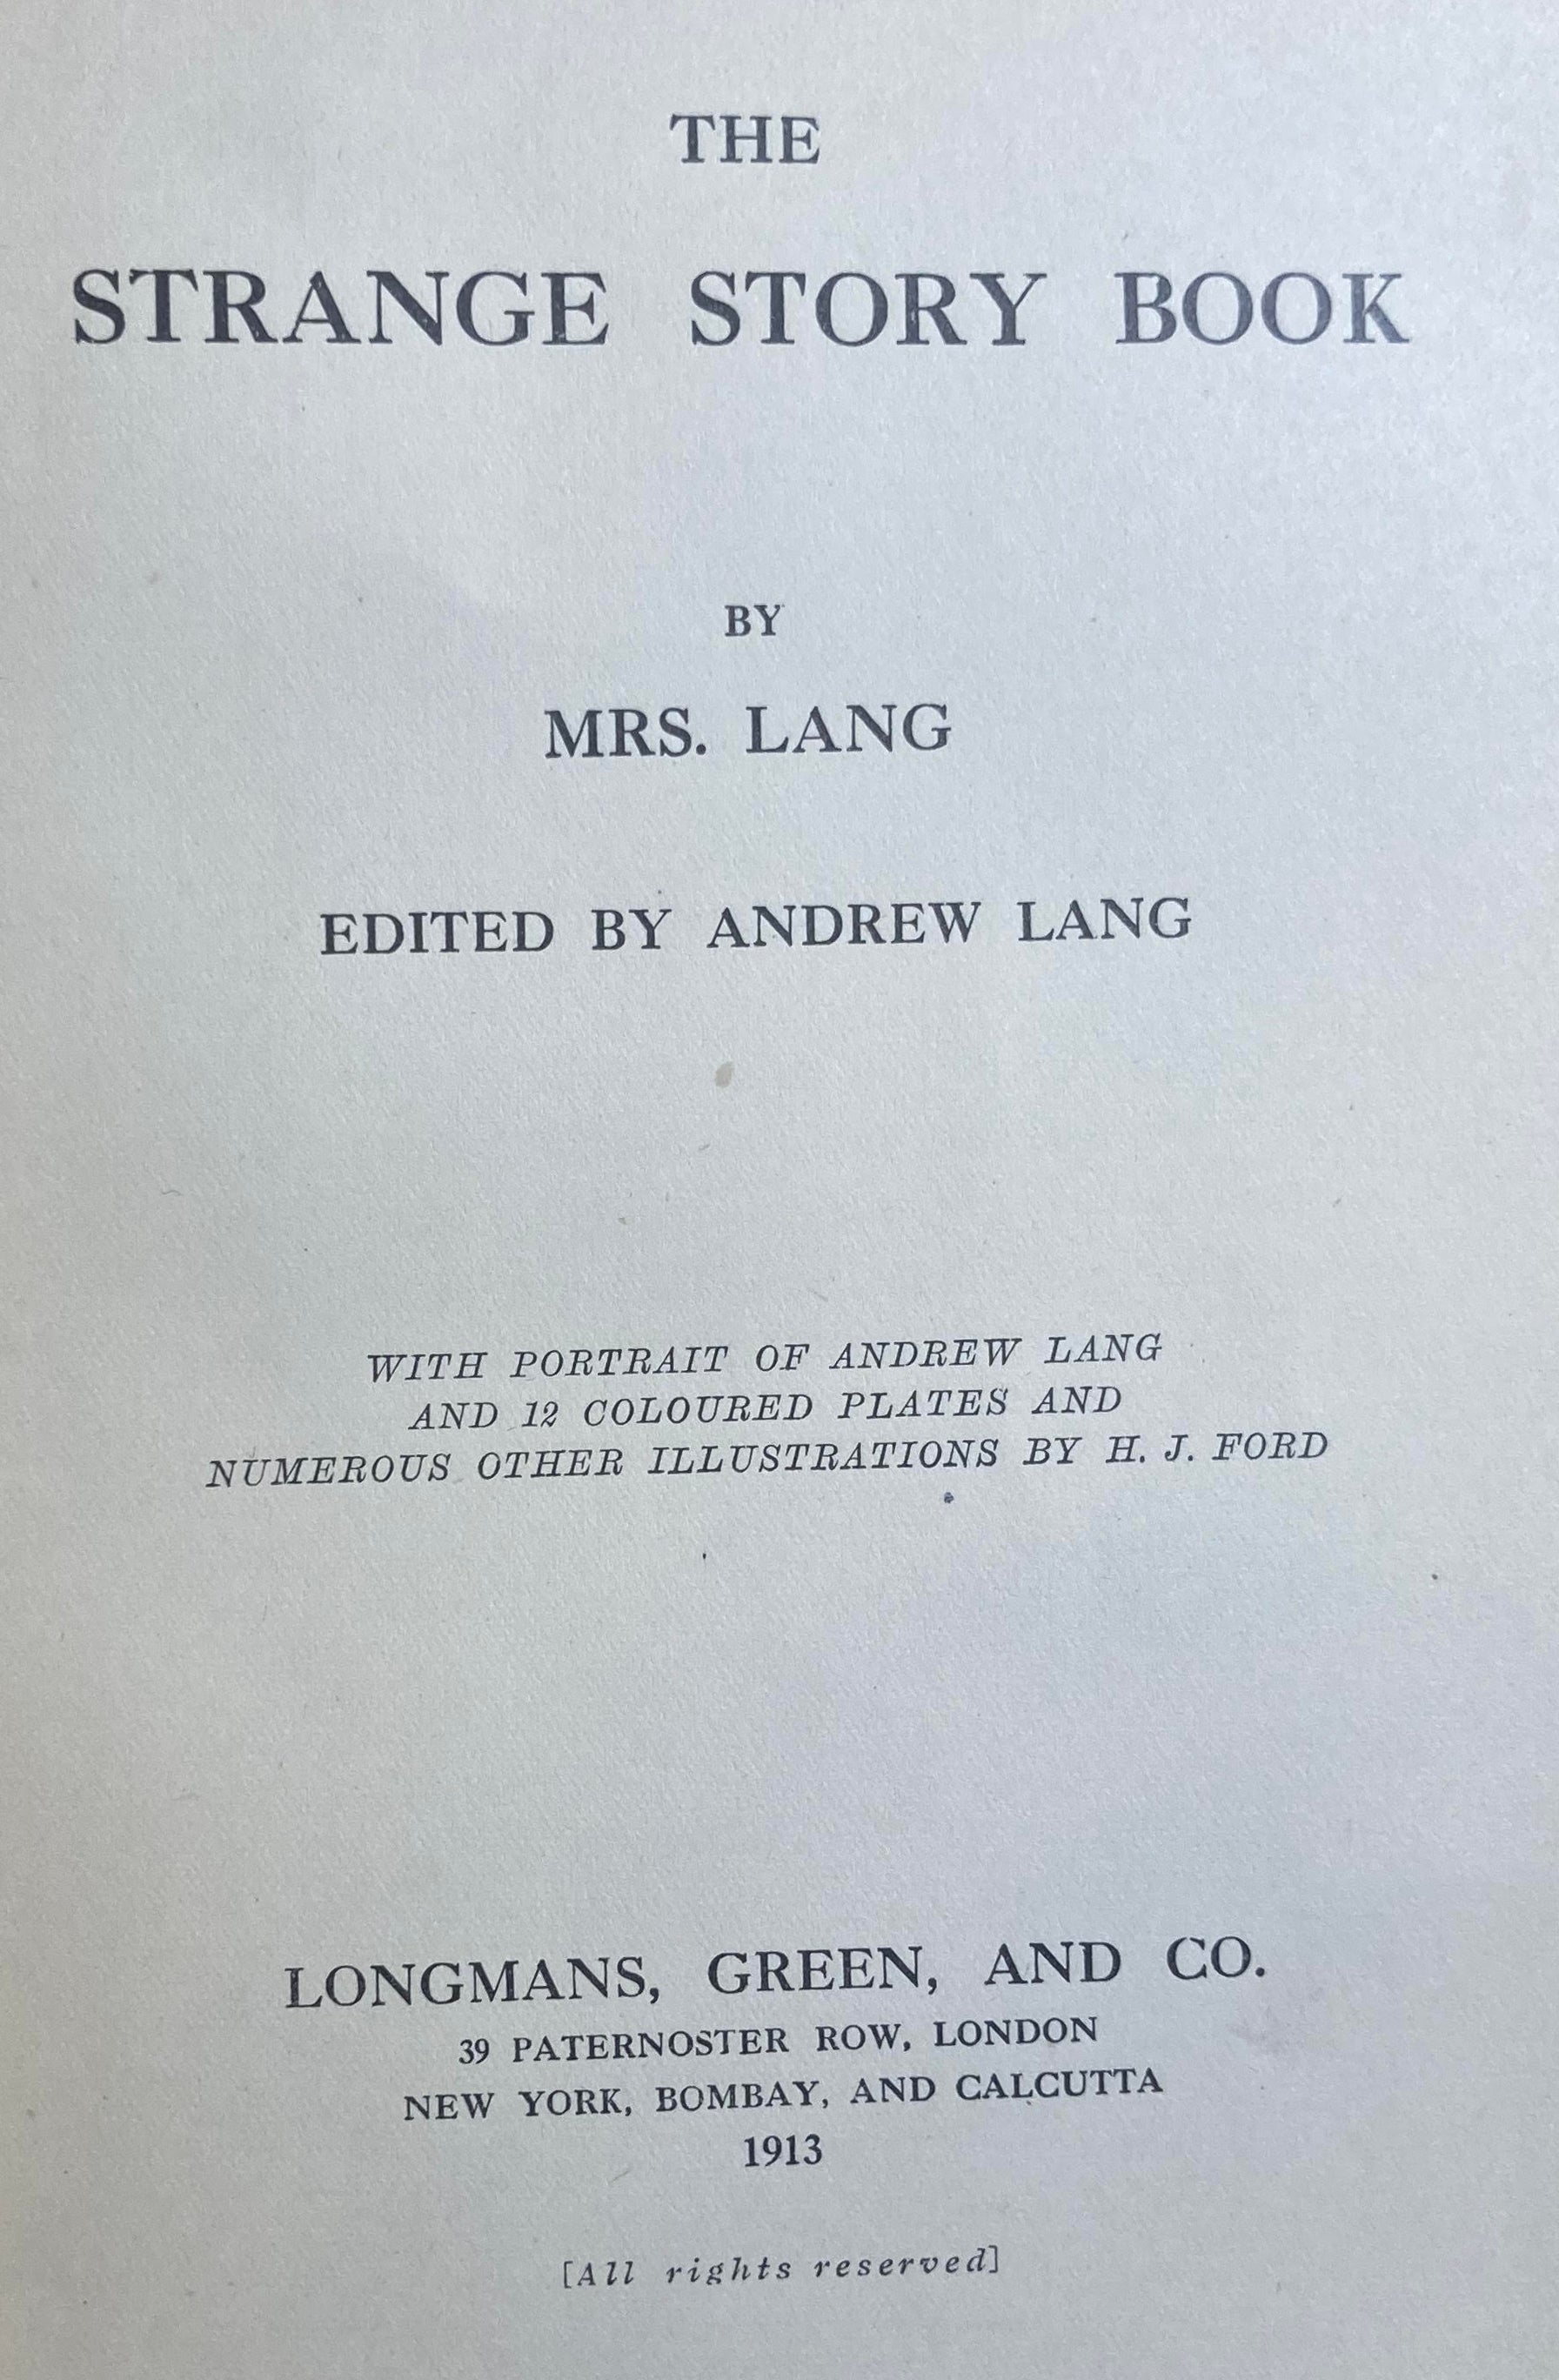 THE
STRANGE STORY BOOK
BY
MRS. LANG
EDITED BY ANDREW LANG
WITH PORTRAIT OF ANDREW LANG
AND 12 COLOURED PLATES AND
NUMEROUS OTHER ILLUSTRATIONS BY H. J. FORD
LONGMANS, GREEN, AND CO.
39 PATERNOSTER ROW, LONDON
NEW YORK, BOMBAY, AND CALCUTTA
1913
[All rights reserved]